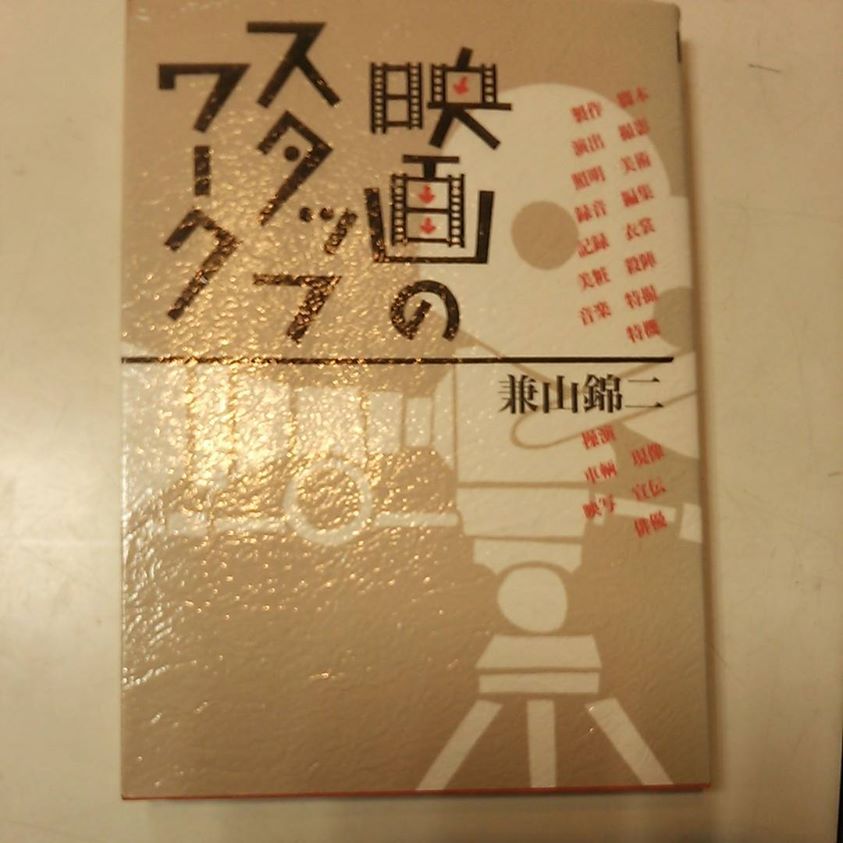 映画の
スタッフ
ワーク
脚本
製作
撮影
演出
美術
照明
編集
録音
衣裳
記録
殺陣
美粧
特撮
音楽
特機
兼山錦二
操演
現像
車輌
宣伝
映写
俳優